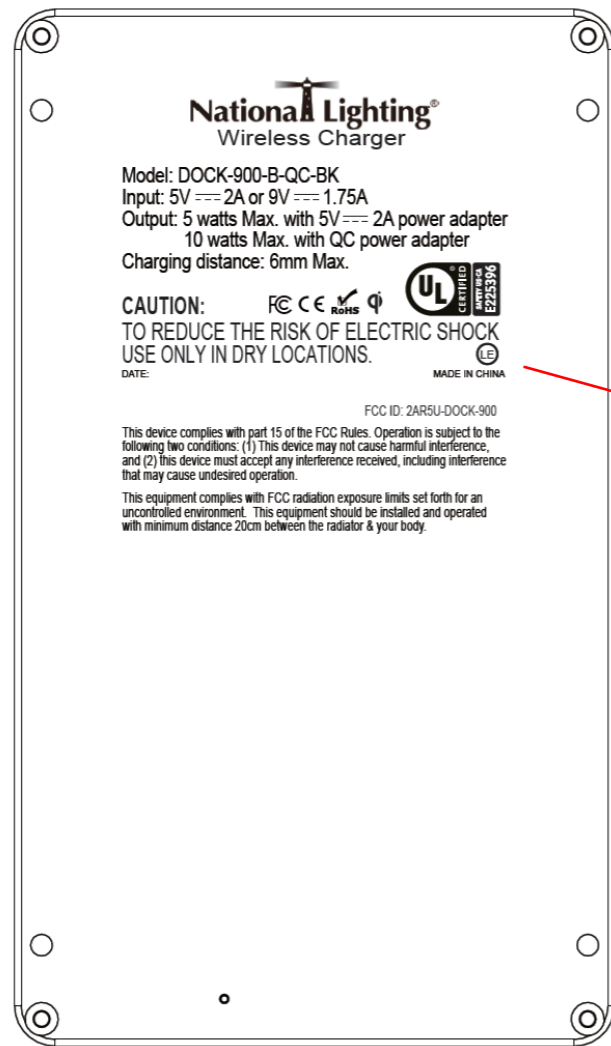 National Lighting®
Wireless Charger
Model: DOCK-900-B-QC-BK
Input: 5V ⎓ 2A or 9V ⎓ 1.75A
Output: 5 watts Max. with 5V ⎓ 2A power adapter
10 watts Max. with QC power adapter
Charging distance: 6mm Max.
UL® CERTIFIED SAFETY US CA E225396
CAUTION: FC CE RoHS qi
TO REDUCE THE RISK OF ELECTRIC SHOCK
USE ONLY IN DRY LOCATIONS. LE
DATE: MADE IN CHINA
FCC ID: 2AR5U-DOCK-900
This device complies with part 15 of the FCC Rules. Operation is subject to the
following two conditions: (1) This device may not cause harmful interference,
and (2) this device must accept any interference received, including interference
that may cause undesired operation.
This equipment complies with FCC radiation exposure limits set forth for an
uncontrolled environment. This equipment should be installed and operated
with minimum distance 20cm between the radiator & your body.